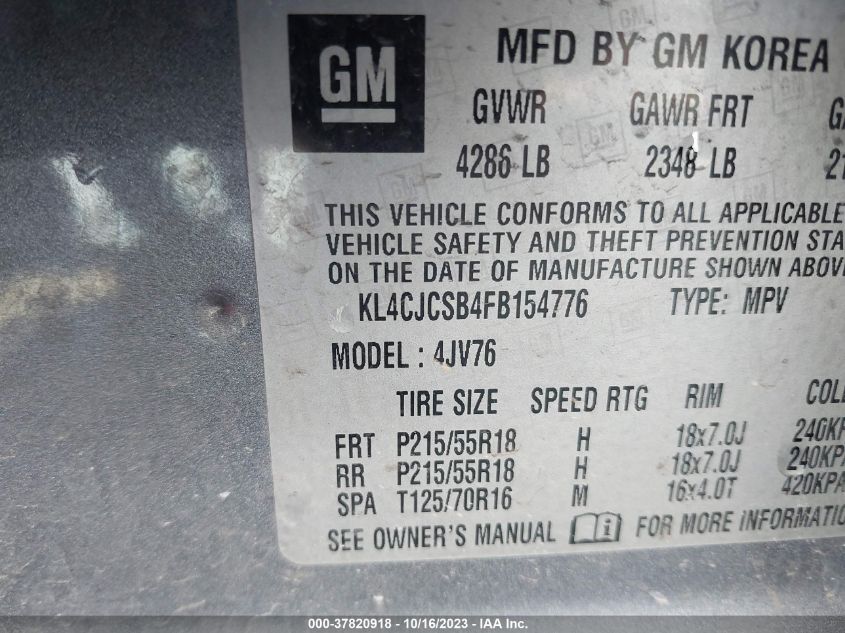 GM
MFD BY GM KOREA
GVWR GAWR FRT
4286 LB 2348 LB
THIS VEHICLE CONFORMS TO ALL APPLICABLE
VEHICLE SAFETY AND THEFT PREVENTION STA
ON THE DATE OF MANUFACTURE SHOWN ABOV
KL4CJCSB4FB154776 TYPE: MPV
MODEL : 4JV76
TIRE SIZE SPEED RTG RIM COL
FRT P215/55R18 H 18x7.0J 240KP
RR P215/55R18 H 18x7.0J 240KPA
SPA T125/70R16 M 16x4.0T 420KPA
SEE OWNER'S MANUAL FOR MORE INFORMATIO
000-37820918 - 10/16/2023 - IAA Inc.